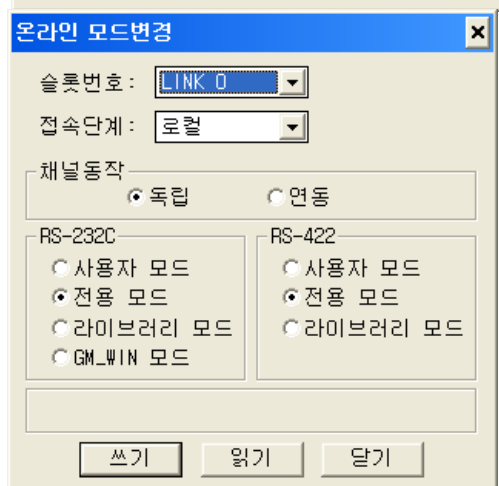 온라인 모드변경
슬롯번호: LINK 0
접속단계: 로컬
채널동작
독립 연동
RS-232C
사용자 모드
전용 모드
라이브러리 모드
GM_WIN 모드
RS-422
사용자 모드
전용 모드
라이브러리 모드
쓰기 읽기 닫기